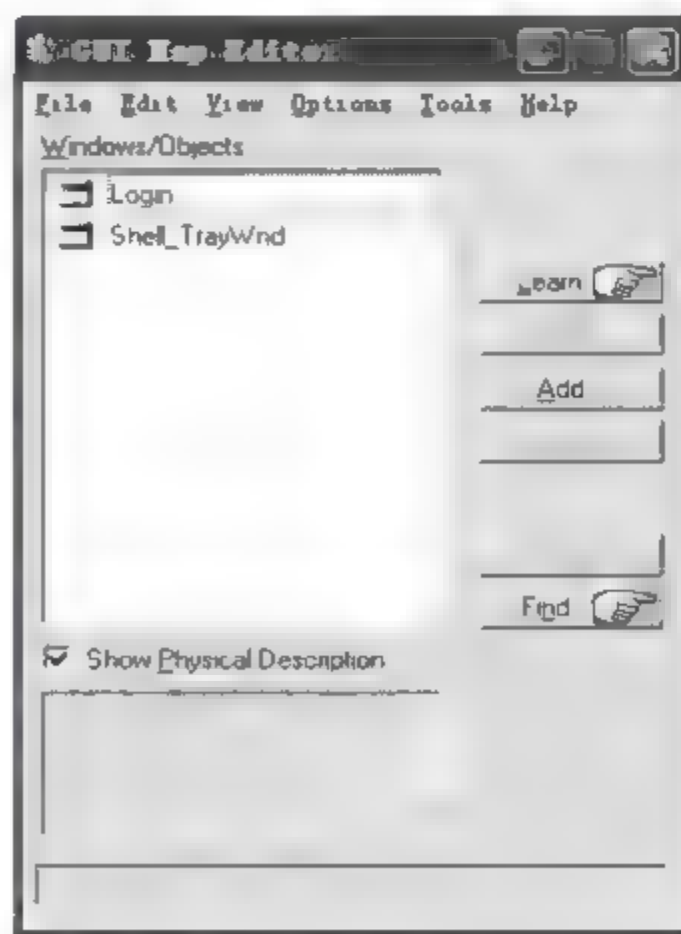 GUI Map Editor
File Edit View Options Tools Help
Windows/Objects
Login
Shell_TrayWnd
Learn
Add
Find
Show Physical Description